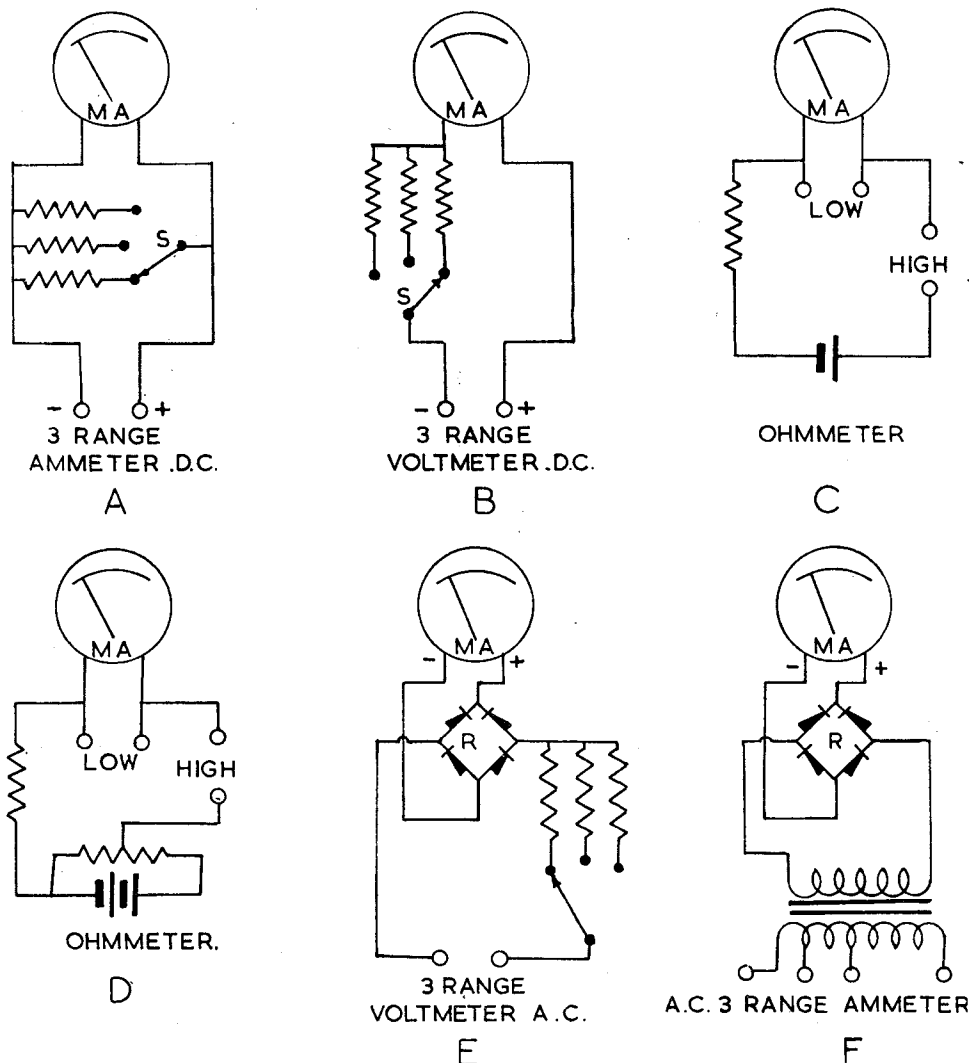 MA
S
- +
3 RANGE
AMMETER .D.C.
A
MA
S
- +
3 RANGE
VOLTMETER .D.C.
B
MA
LOW
HIGH
OHMMETER
C
MA
LOW
HIGH
OHMMETER.
D
MA
- +
R
3 RANGE
VOLTMETER A.C.
E
MA
- +
R
A.C. 3 RANGE AMMETER
F